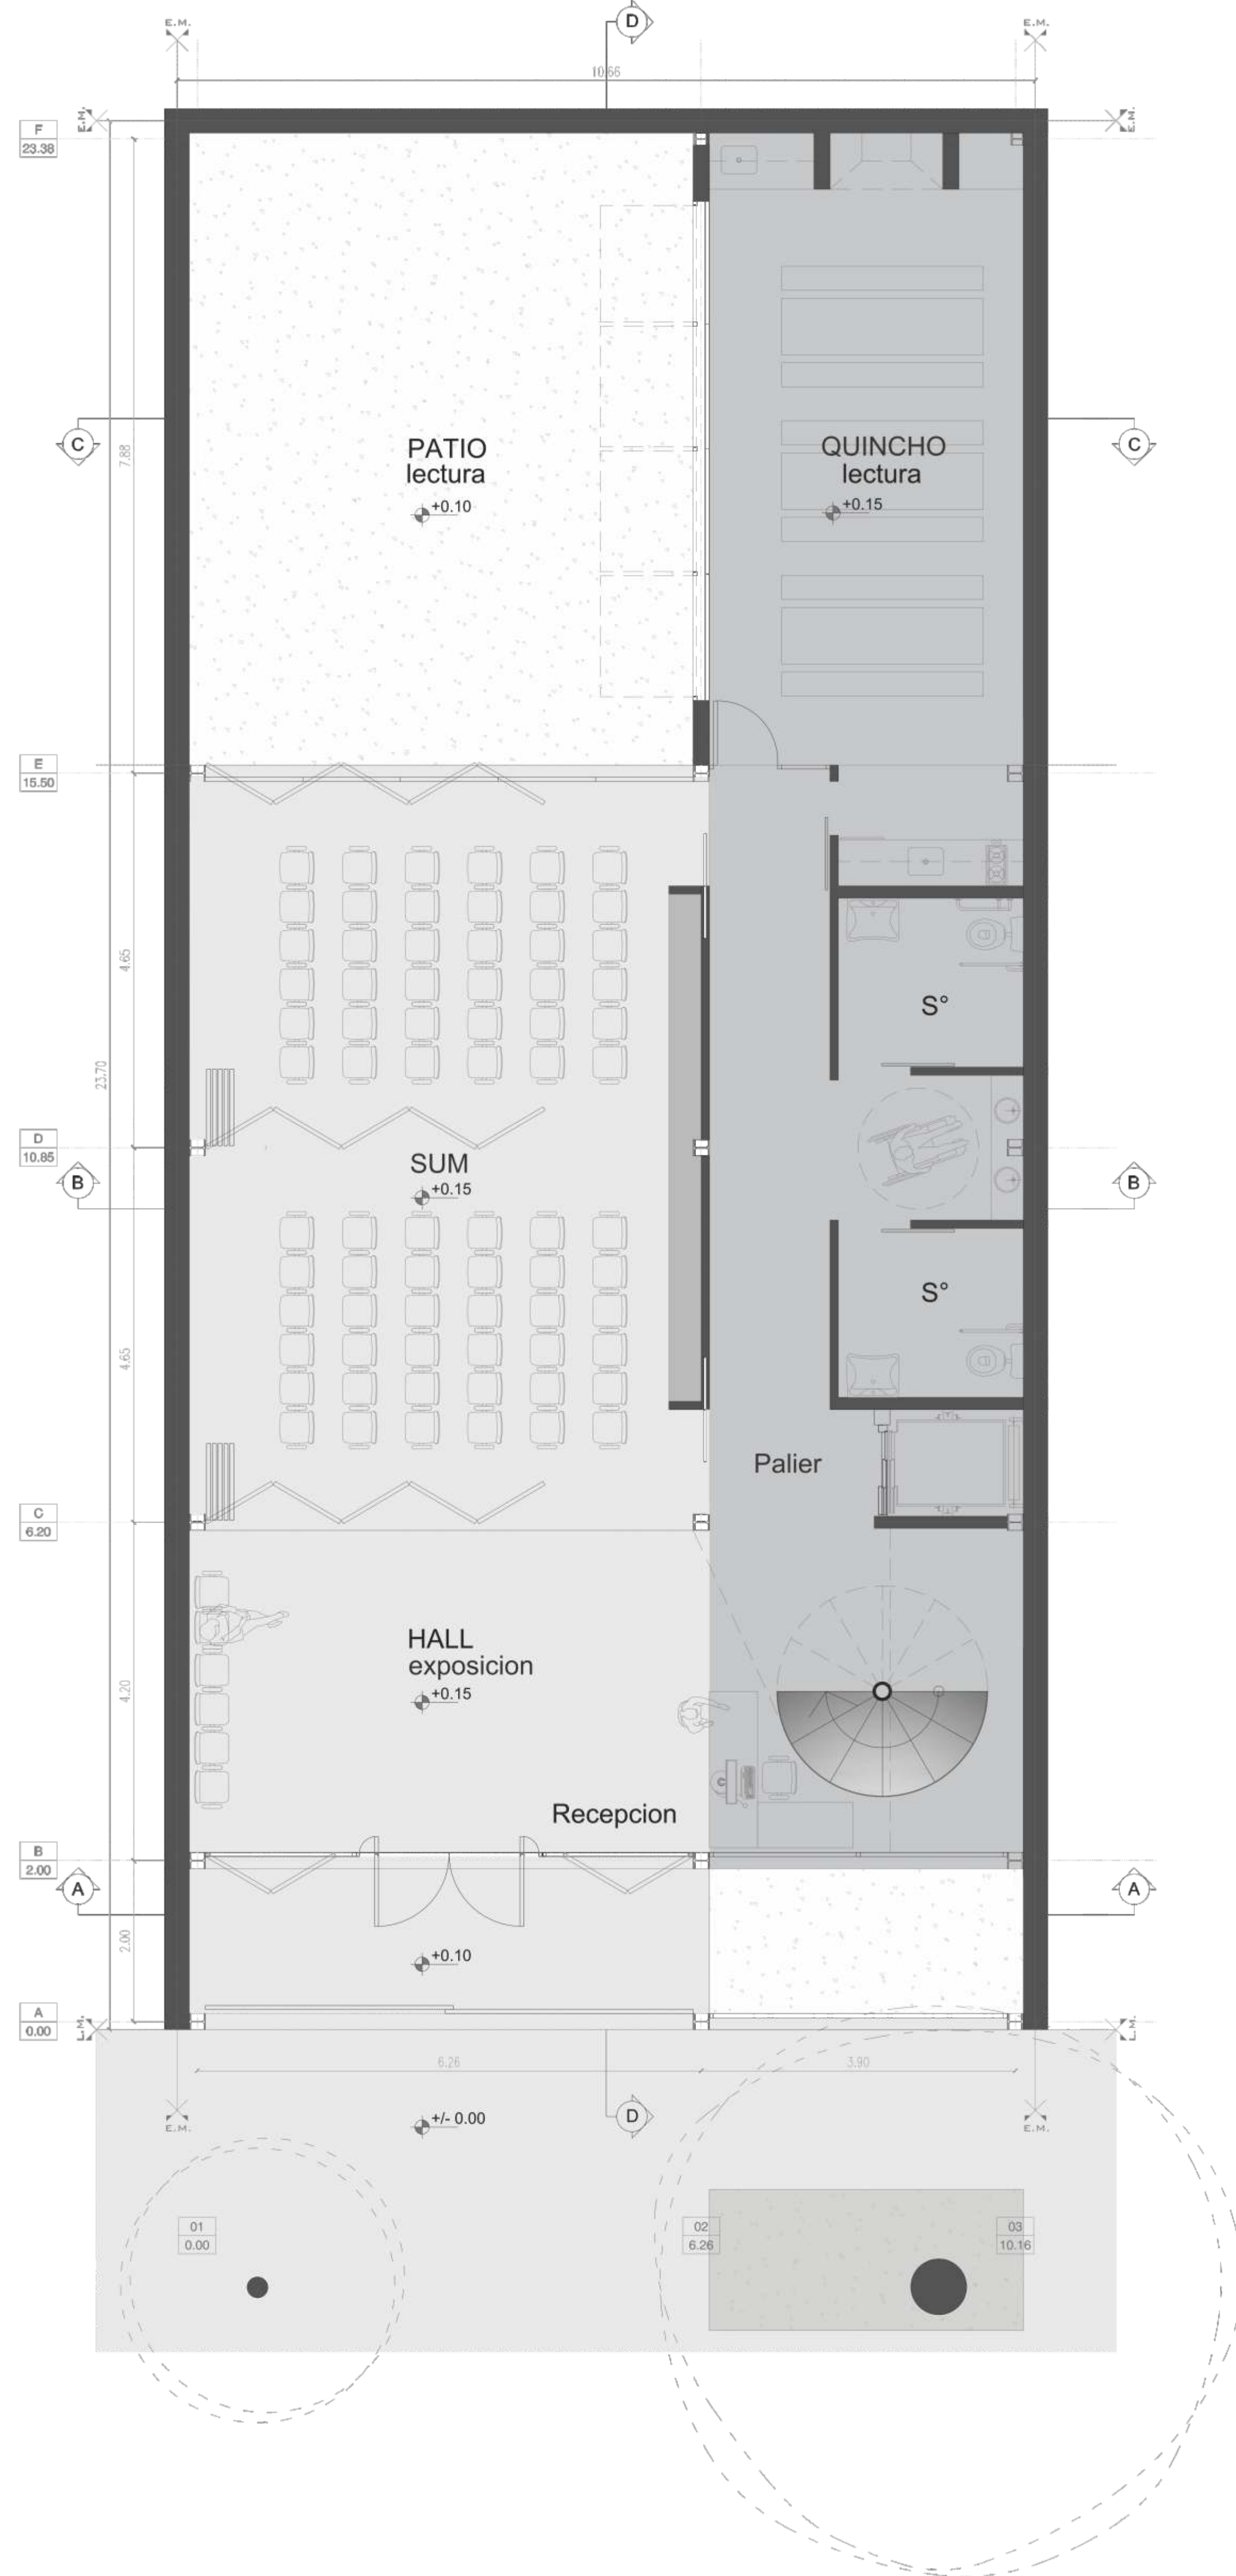 E.M.
D
E.M.
10.66
F
23.38
E.M.
E.M.
C
7.88
PATIO
lectura
+0.10
QUINCHO
lectura
+0.15
C
E
15.50
4.65
S°
23.70
D
10.85
B
SUM
+0.15
B
S°
4.65
Palier
C
6.20
HALL
exposicion
+0.15
4.20
Recepcion
B
2.00
A
A
2.00
+0.10
A
0.00
L.M.
L.M.
6.26
3.90
E.M.
+/- 0.00
D
E.M.
01
0.00
02
6.26
03
10.16